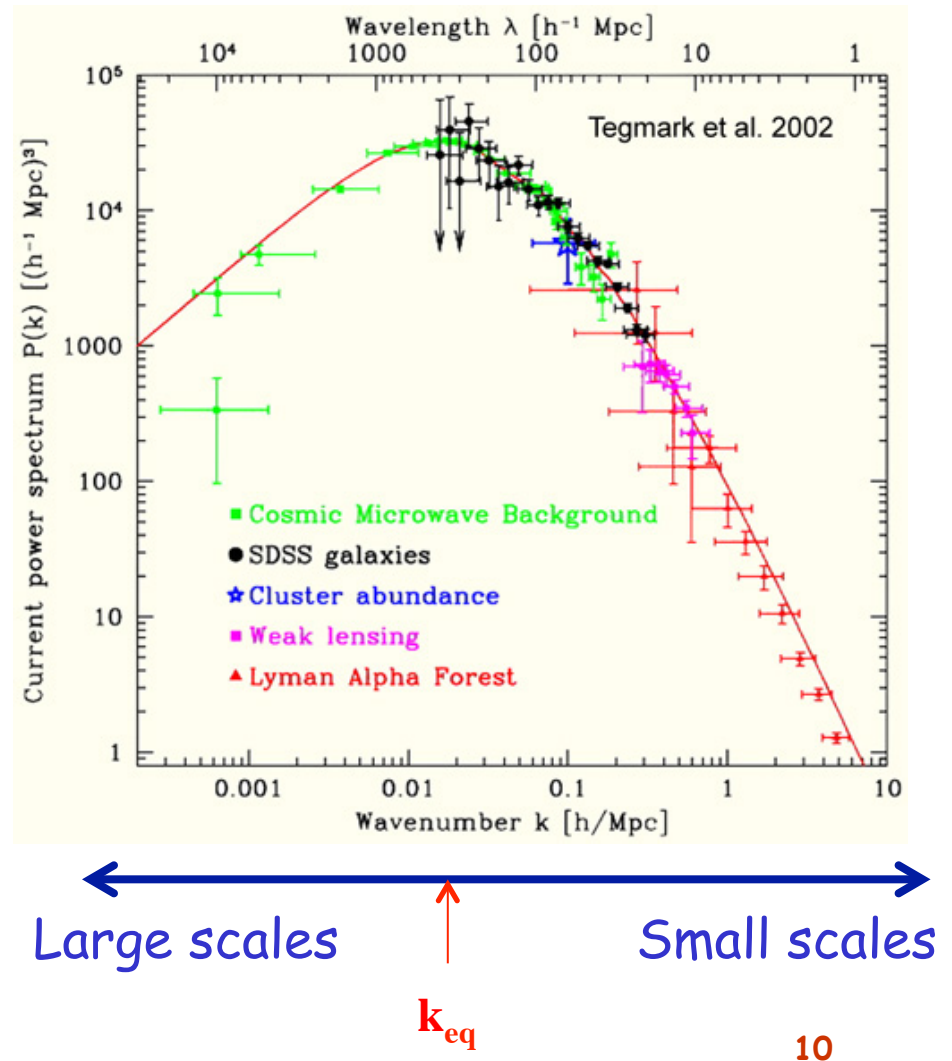 Wavelength λ [h⁻¹ Mpc]
10⁴ 1000 100 10 1
Tegmark et al. 2002
Current power spectrum P(k) [(h⁻¹ Mpc)³]
10⁵
10⁴
1000
100
10
1
Cosmic Microwave Background
SDSS galaxies
Cluster abundance
Weak lensing
Lyman Alpha Forest
0.001 0.01 0.1 1 10
Wavenumber k [h/Mpc]
Large scales Small scales
k_eq
10